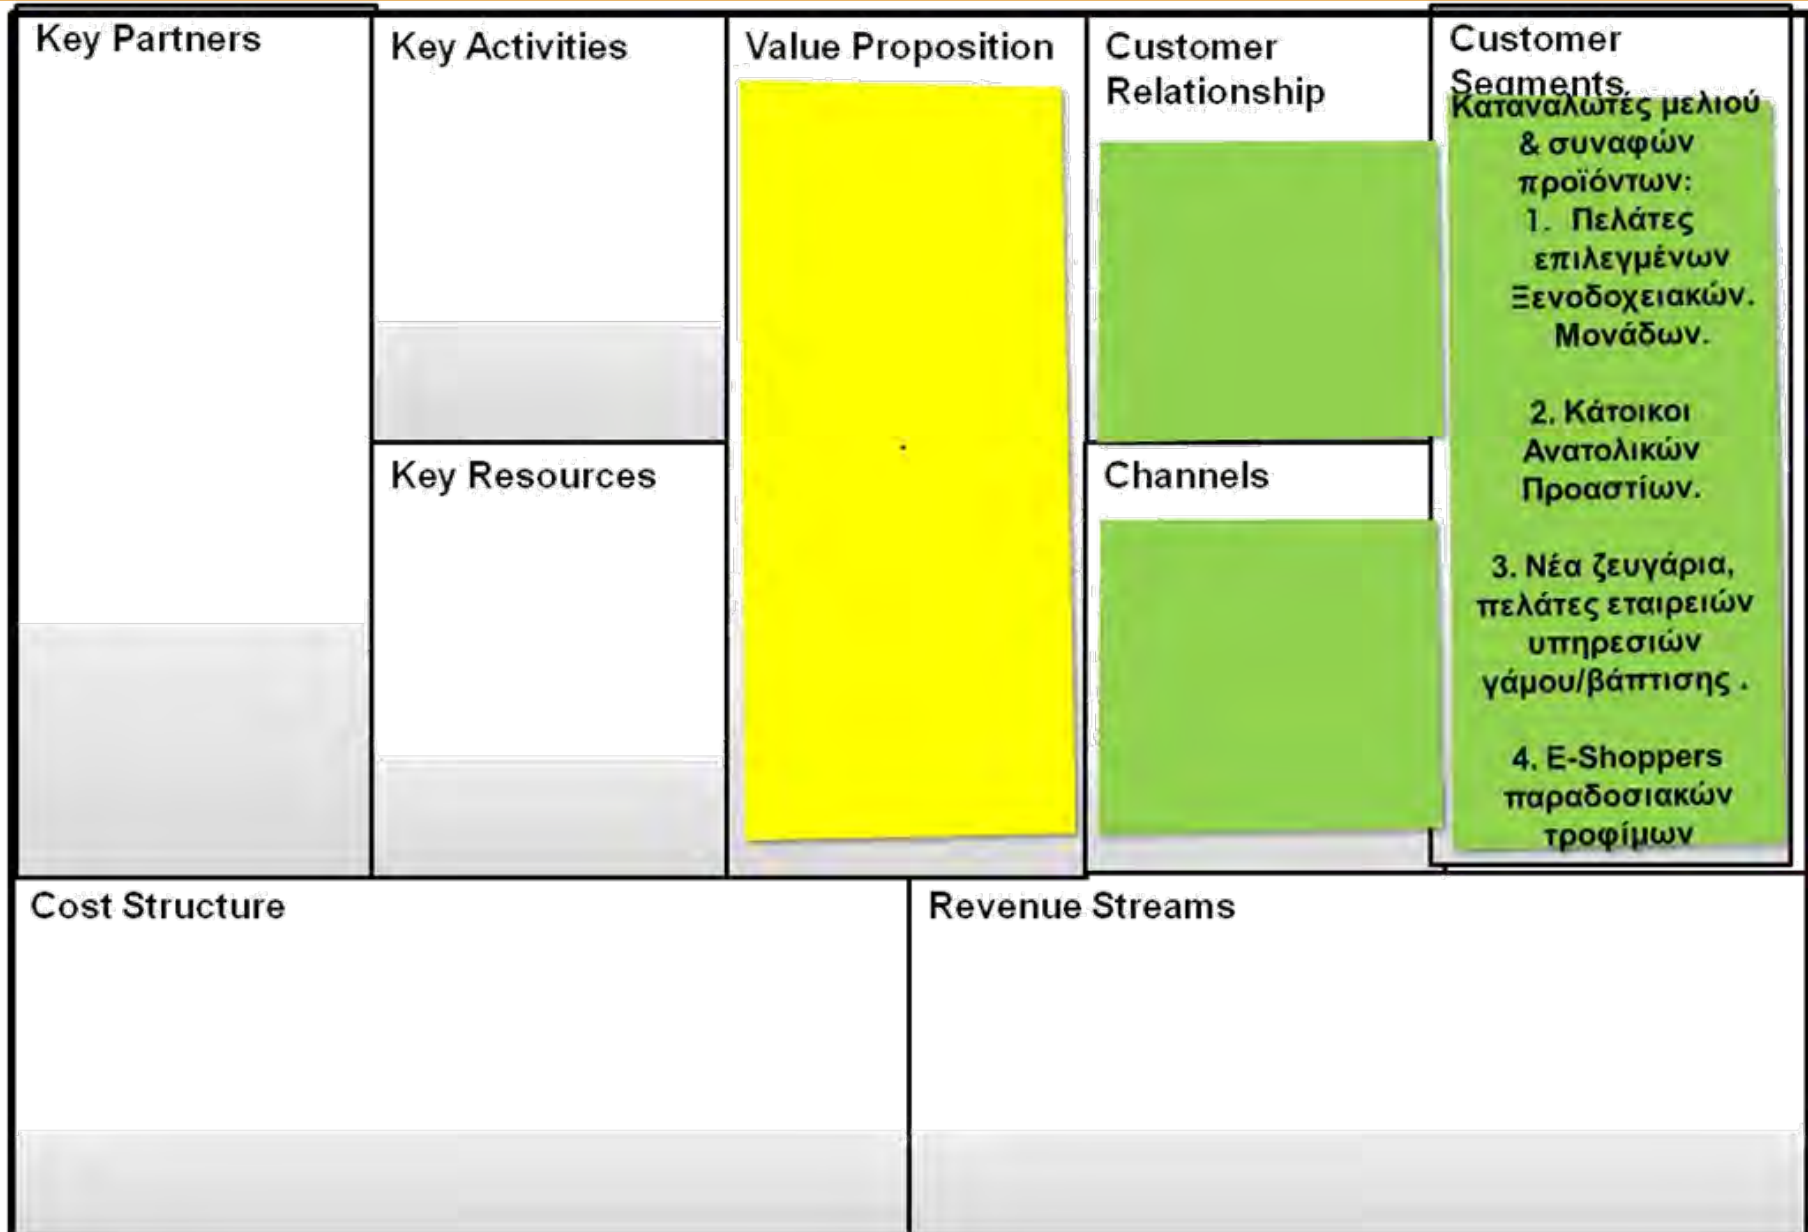 Key Partners
Key Activities
Value Proposition
Customer
Relationship
Customer
Segments
Καταναλωτές μελιού
& συναφών
προϊόντων:
1. Πελάτες
επιλεγμένων
Ξενοδοχειακών.
Μονάδων.
2. Κάτοικοι
Ανατολικών
Προαστίων.
3. Νέα ζευγάρια,
πελάτες εταιρειών
υπηρεσιών
γάμου/βάπτισης .
4. E-Shoppers
παραδοσιακών
τροφίμων
Key Resources
Channels
Cost Structure
Revenue Streams